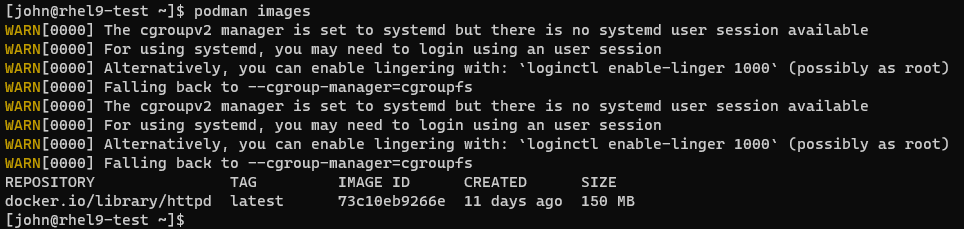 [john@rhel9-test ~]$ podman images
WARN[0000] The cgroupv2 manager is set to systemd but there is no systemd user session available
WARN[0000] For using systemd, you may need to login using an user session
WARN[0000] Alternatively, you can enable lingering with: `loginctl enable-linger 1000` (possibly as root)
WARN[0000] Falling back to --cgroup-manager=cgroupfs
WARN[0000] The cgroupv2 manager is set to systemd but there is no systemd user session available
WARN[0000] For using systemd, you may need to login using an user session
WARN[0000] Alternatively, you can enable lingering with: `loginctl enable-linger 1000` (possibly as root)
WARN[0000] Falling back to --cgroup-manager=cgroupfs
REPOSITORY               TAG         IMAGE ID      CREATED      SIZE
docker.io/library/httpd  latest      73c10eb9266e  11 days ago  150 MB
[john@rhel9-test ~]$